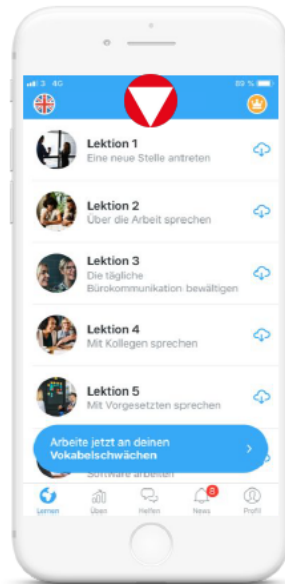 3 4G
89 %
Lektion 1
Eine neue Stelle antreten
Lektion 2
Über die Arbeit sprechen
Lektion 3
Die tägliche
Bürokommunikation bewältigen
Lektion 4
Mit Kollegen sprechen
Lektion 5
Mit Vorgesetzten sprechen
Arbeite jetzt an deinen
Vokabelschwächen
Software arbeiten
Lernen
Üben
Helfen
8
News
Profil